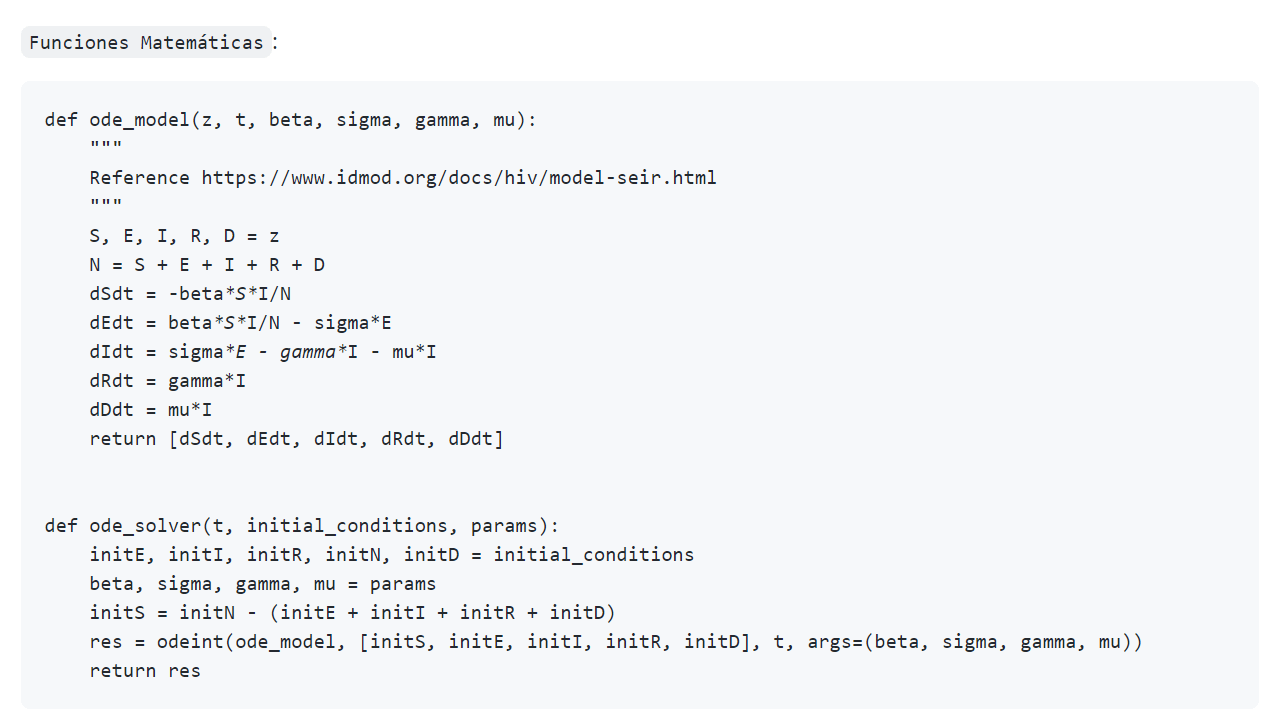 Funciones Matemáticas:
def ode_model(z, t, beta, sigma, gamma, mu):
    """
    Reference https://www.idmod.org/docs/hiv/model-seir.html
    """
    S, E, I, R, D = z
    N = S + E + I + R + D
    dSdt = -beta*S*I/N
    dEdt = beta*S*I/N - sigma*E
    dIdt = sigma*E - gamma*I - mu*I
    dRdt = gamma*I
    dDdt = mu*I
    return [dSdt, dEdt, dIdt, dRdt, dDdt]
def ode_solver(t, initial_conditions, params):
    initE, initI, initR, initN, initD = initial_conditions
    beta, sigma, gamma, mu = params
    initS = initN - (initE + initI + initR + initD)
    res = odeint(ode_model, [initS, initE, initI, initR, initD], t, args=(beta, sigma, gamma, mu))
    return res